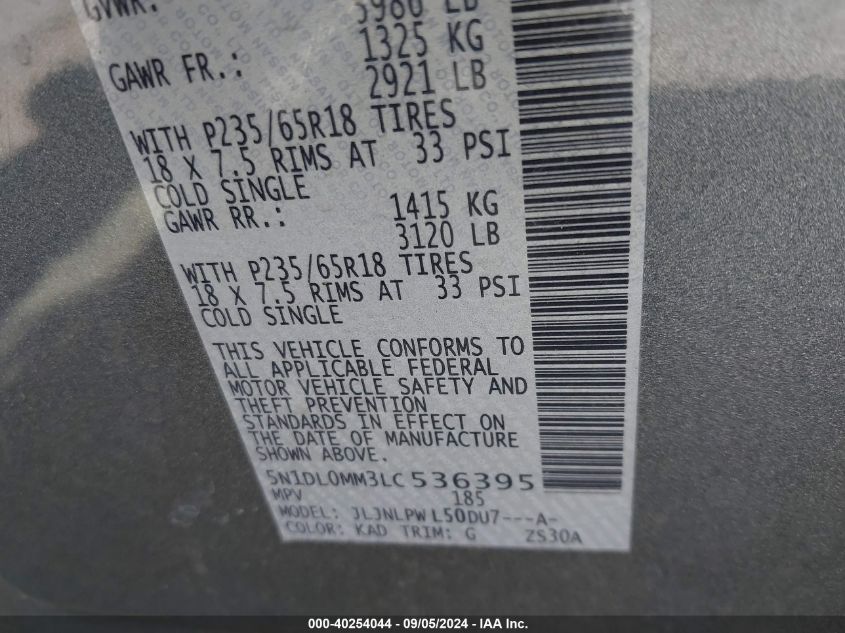 GVWR: 5986 LB
1325 KG
GAWR FR.: 2921 LB
WITH P235/65R18 TIRES
18 X 7.5 RIMS AT 33 PSI
COLD SINGLE
GAWR RR.: 1415 KG
3120 LB
WITH P235/65R18 TIRES
18 X 7.5 RIMS AT 33 PSI
COLD SINGLE
THIS VEHICLE CONFORMS TO
ALL APPLICABLE FEDERAL
MOTOR VEHICLE SAFETY AND
THEFT PREVENTION
STANDARDS IN EFFECT ON
THE DATE OF MANUFACTURE
SHOWN ABOVE.
5N1DL0MM3LC536395
MPV 185
MODEL: JLJNLPWL50DU7---A-
COLOR: KAD TRIM: G ZS30A
000-40254044 - 09/05/2024 - IAA Inc.